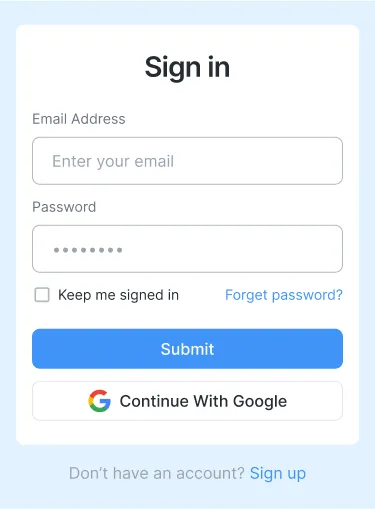 Sign in
Email Address
Enter your email
Password
••••••••
Keep me signed in Forget password?
Submit
Continue With Google
Don't have an account? Sign up